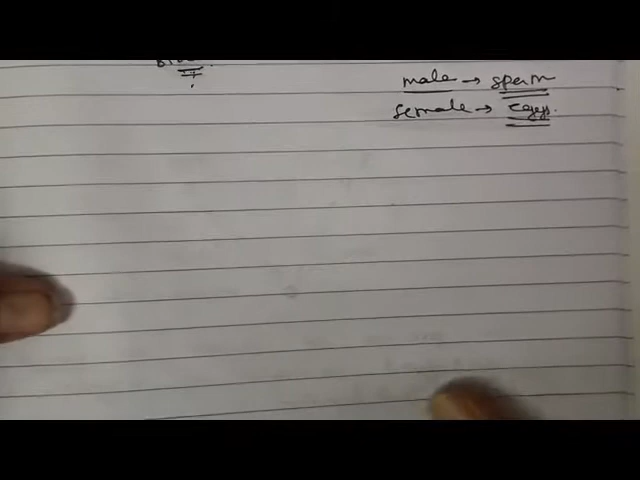 male → sperm
female → eggs.